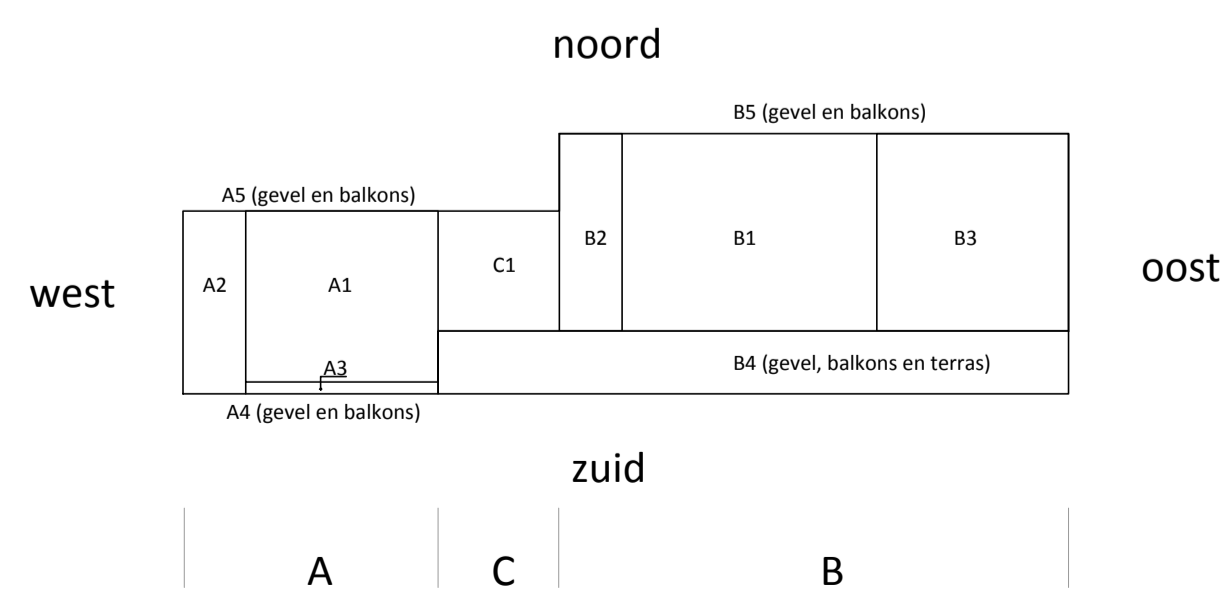 noord
B5 (gevel en balkons)
A5 (gevel en balkons)
B2
B1
B3
C1
oost
west
A2
A1
A3
B4 (gevel, balkons en terras)
A4 (gevel en balkons)
zuid
A
C
B